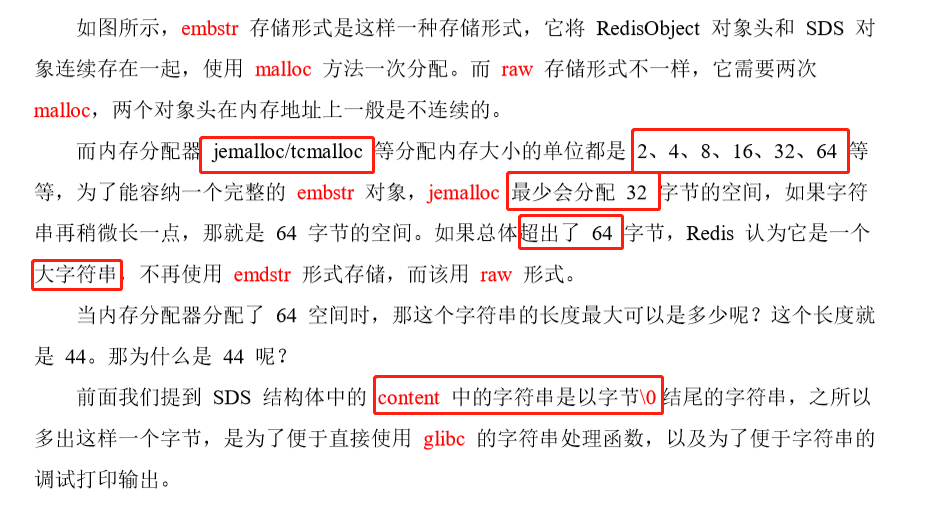 如图所示，embstr 存储形式是这样一种存储形式，它将 RedisObject 对象头和 SDS 对
象连续存在一起，使用 malloc 方法一次分配。而 raw 存储形式不一样，它需要两次
malloc，两个对象头在内存地址上一般是不连续的。
而内存分配器 jemalloc/tcmalloc 等分配内存大小的单位都是 2、4、8、16、32、64 等
等，为了能容纳一个完整的 embstr 对象，jemalloc 最少会分配 32 字节的空间，如果字符
串再稍微长一点，那就是 64 字节的空间。如果总体超出了 64 字节，Redis 认为它是一个
大字符串，不再使用 emdstr 形式存储，而该用 raw 形式。
当内存分配器分配了 64 空间时，那这个字符串的长度最大可以是多少呢？这个长度就
是 44。那为什么是 44 呢？
前面我们提到 SDS 结构体中的 content 中的字符串是以字节\0 结尾的字符串，之所以
多出这样一个字节，是为了便于直接使用 glibc 的字符串处理函数，以及为了便于字符串的
调试打印输出。